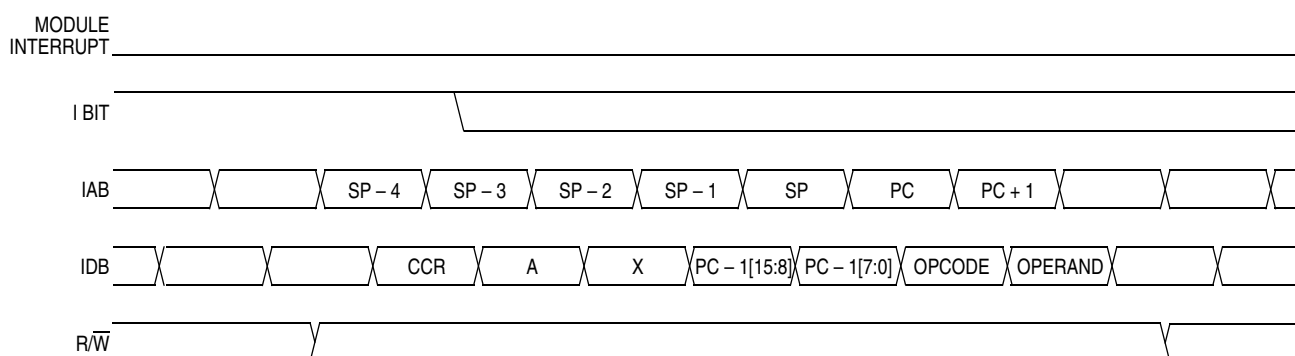 MODULE
INTERRUPT
I BIT
IAB SP – 4 SP – 3 SP – 2 SP – 1 SP PC PC + 1
IDB CCR A X PC – 1[15:8] PC – 1[7:0] OPCODE OPERAND
R/W̅